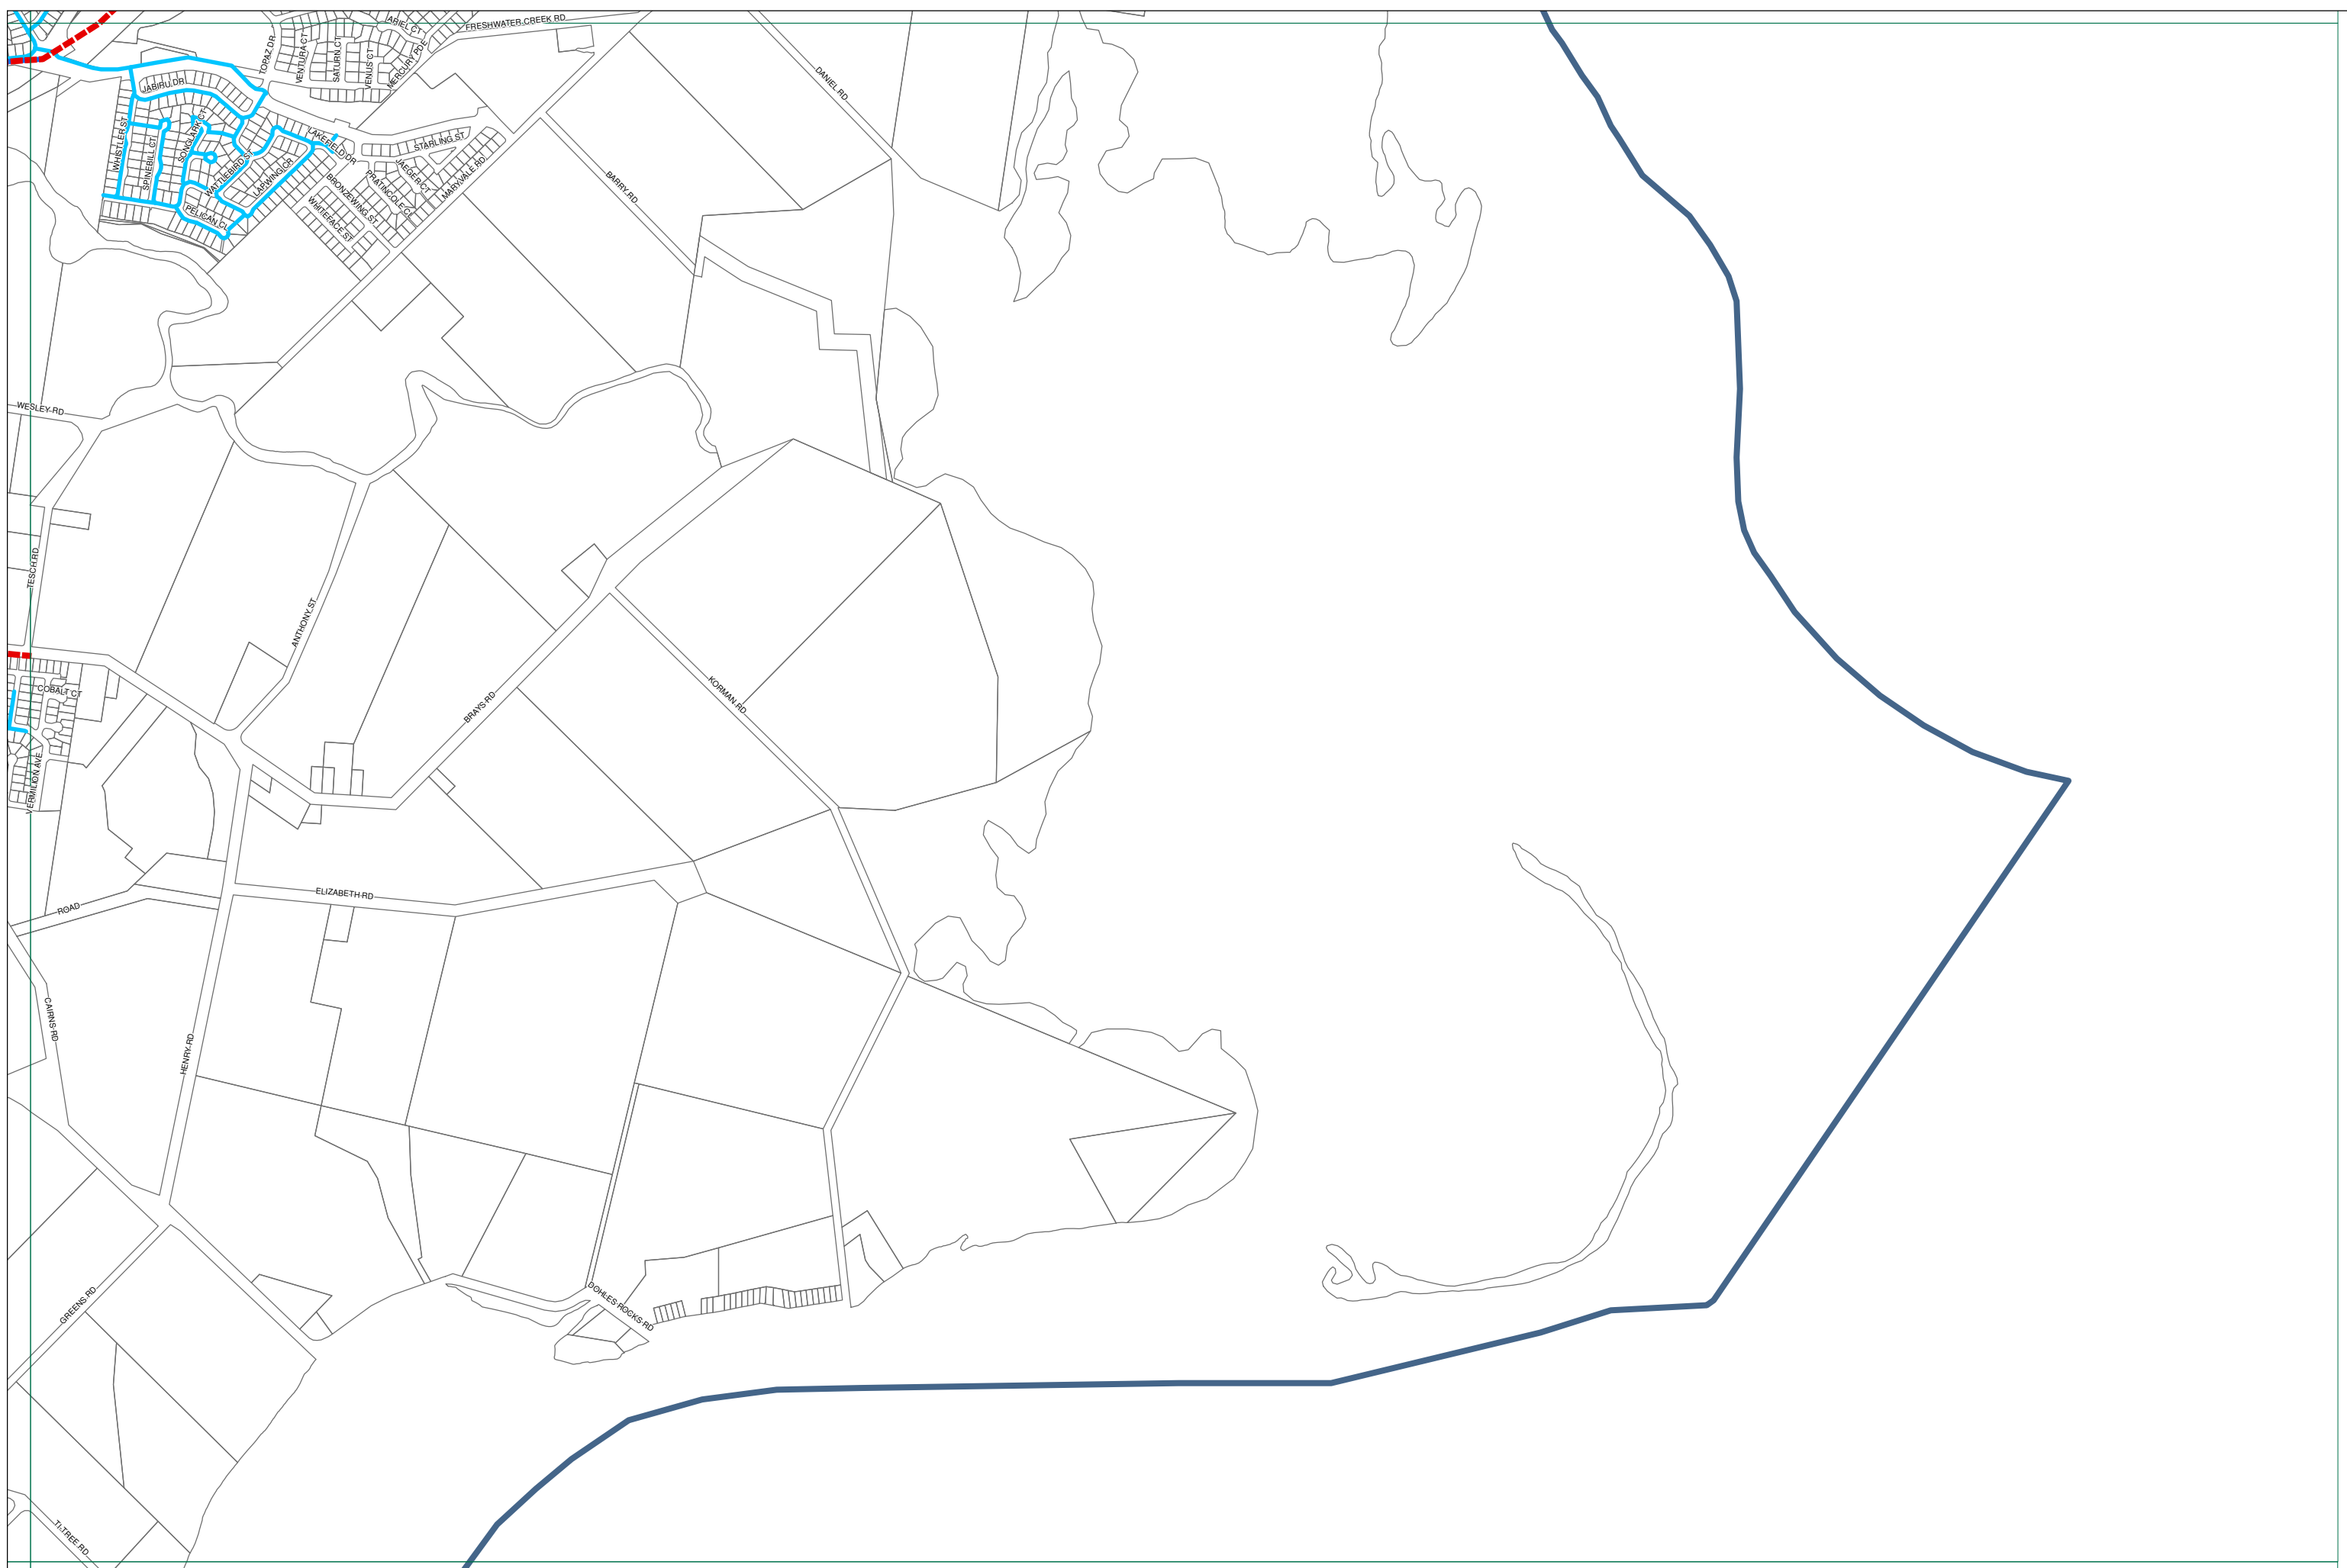 FRESHWATER CREEK RD
ARIEL CT
TOPAZ DR
VENTURA CT
SATURN CT
VENUS CT
MERCURY PDE
DANIEL RD
JABIRU DR
WHISTLER ST
SPINEBILL CT
SONGLARK CT
WATTLEBIRD ST
LAPWING CR
PELICAN CL
LAKEFIELD DR
STARLING ST
JAEGER CT
PRATINCOLE CL
MARYVALE RD
BRONZEWING ST
WHITEFACE ST
BARRY RD
WESLEY RD
TESCH RD
ANTHONY ST
COBALT CT
VERMILION AVE
BRAYS RD
KORMAN RD
ELIZABETH RD
ROAD
CAIRNS RD
HENRY RD
GREENS RD
DOHLES ROCKS RD
TI TREE RD